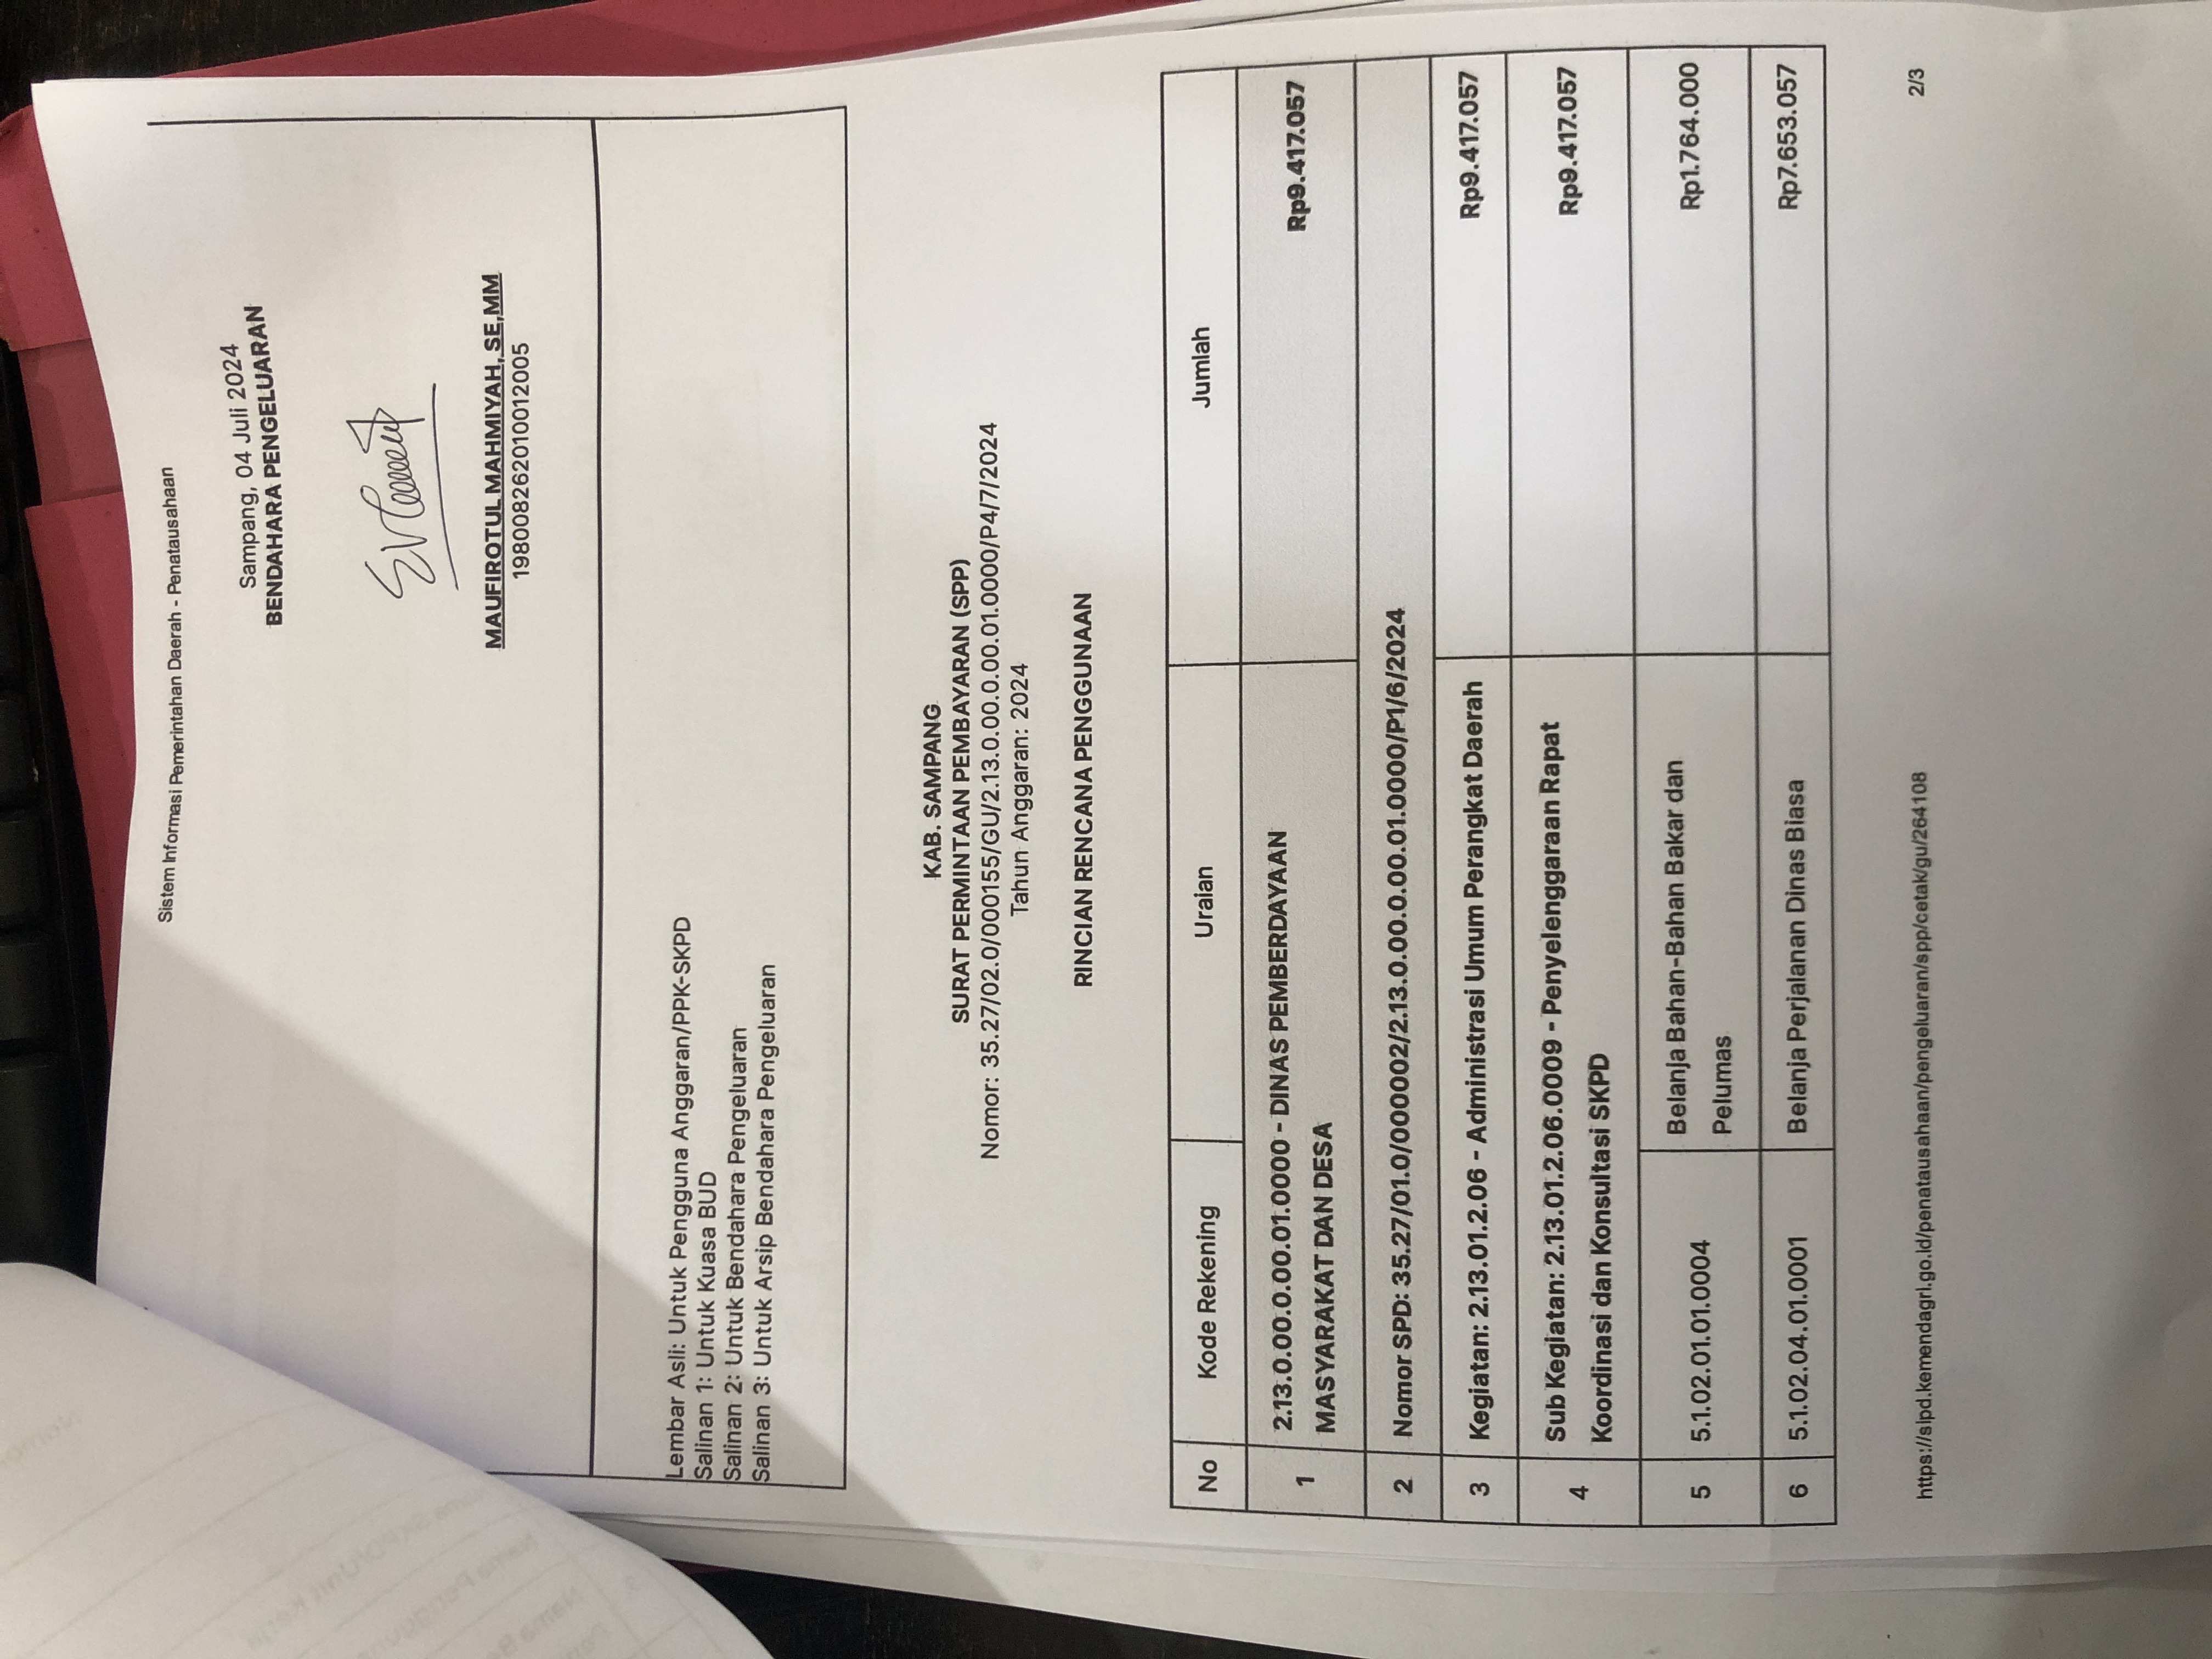 Sistem Informasi Pemerintahan Daerah - Penatausahaan
Sampang, 04 Juli 2024
BENDAHARA PENGELUARAN
MAUFIROTUL MAHMIYAH, SE,MM
198008262010012005
Lembar Asli: Untuk Pengguna Anggaran/PPK-SKPD
Salinan 1: Untuk Kuasa BUD
Salinan 2: Untuk Bendahara Pengeluaran
Salinan 3: Untuk Arsip Bendahara Pengeluaran
KAB. SAMPANG
SURAT PERMINTAAN PEMBAYARAN (SPP)
Nomor: 35.27/02.0/000155/GU/2.13.0.00.0.00.01.0000/P4/7/2024
Tahun Anggaran: 2024
RINCIAN RENCANA PENGGUNAAN
No Kode Rekening Uraian Jumlah
1 2.13.0.00.0.00.01.0000 - DINAS PEMBERDAYAAN
MASYARAKAT DAN DESA Rp9.417.057
2 Nomor SPD: 35.27/01.0/000002/2.13.0.00.0.00.01.0000/P1/6/2024
3 Kegiatan: 2.13.01.2.06 - Administrasi Umum Perangkat Daerah Rp9.417.057
4 Sub Kegiatan: 2.13.01.2.06.0009 - Penyelenggaraan Rapat
Koordinasi dan Konsultasi SKPD Rp9.417.057
5 5.1.02.01.01.0004 Belanja Bahan-Bahan Bakar dan
Pelumas Rp1.764.000
6 5.1.02.04.01.0001 Belanja Perjalanan Dinas Biasa Rp7.653.057
https://sipd.kemendagri.go.id/penatausahaan/pengeluaran/spp/cetak/gu/264108 2/3